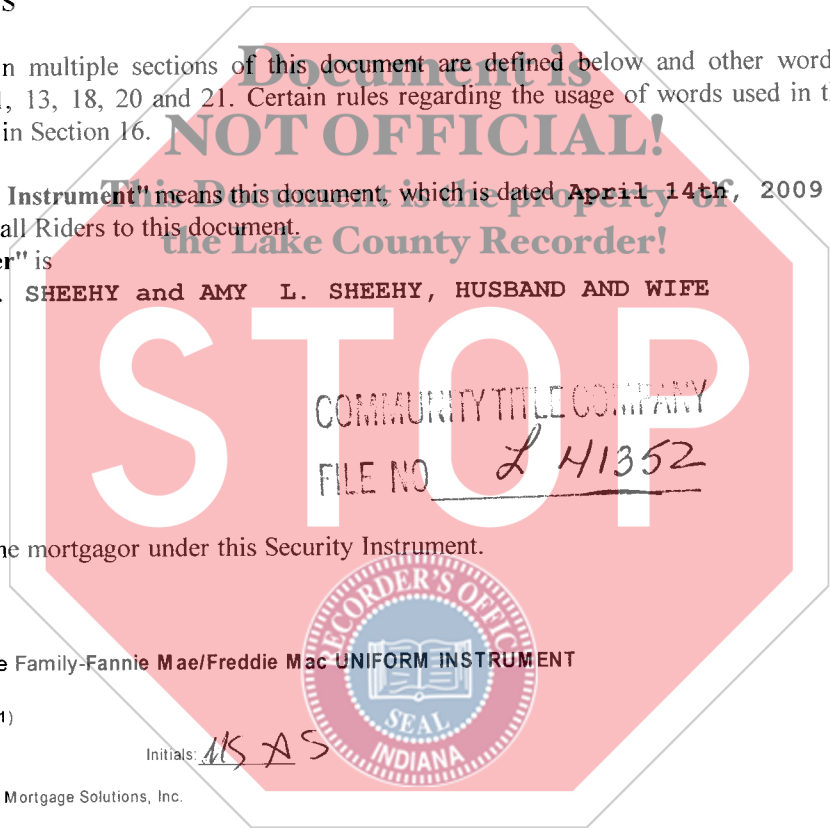 S
n multiple sections of this document are defined below and other word
, 13, 18, 20 and 21. Certain rules regarding the usage of words used in t
in Section 16.
Document is
NOT OFFICIAL!
This Document is the property of
the Lake County Recorder!
Instrument" means this document, which is dated April 14th, 2009
all Riders to this document.
er" is
. SHEEHY and AMY L. SHEEHY, HUSBAND AND WIFE
STOP
COMMUNITY TITLE COMPANY
FILE NO L 41352
he mortgagor under this Security Instrument.
RECORDER'S OFFICE
SEAL
INDIANA
e Family-Fannie Mae/Freddie Mac UNIFORM INSTRUMENT
1)
Initials: MS AS
Mortgage Solutions, Inc.